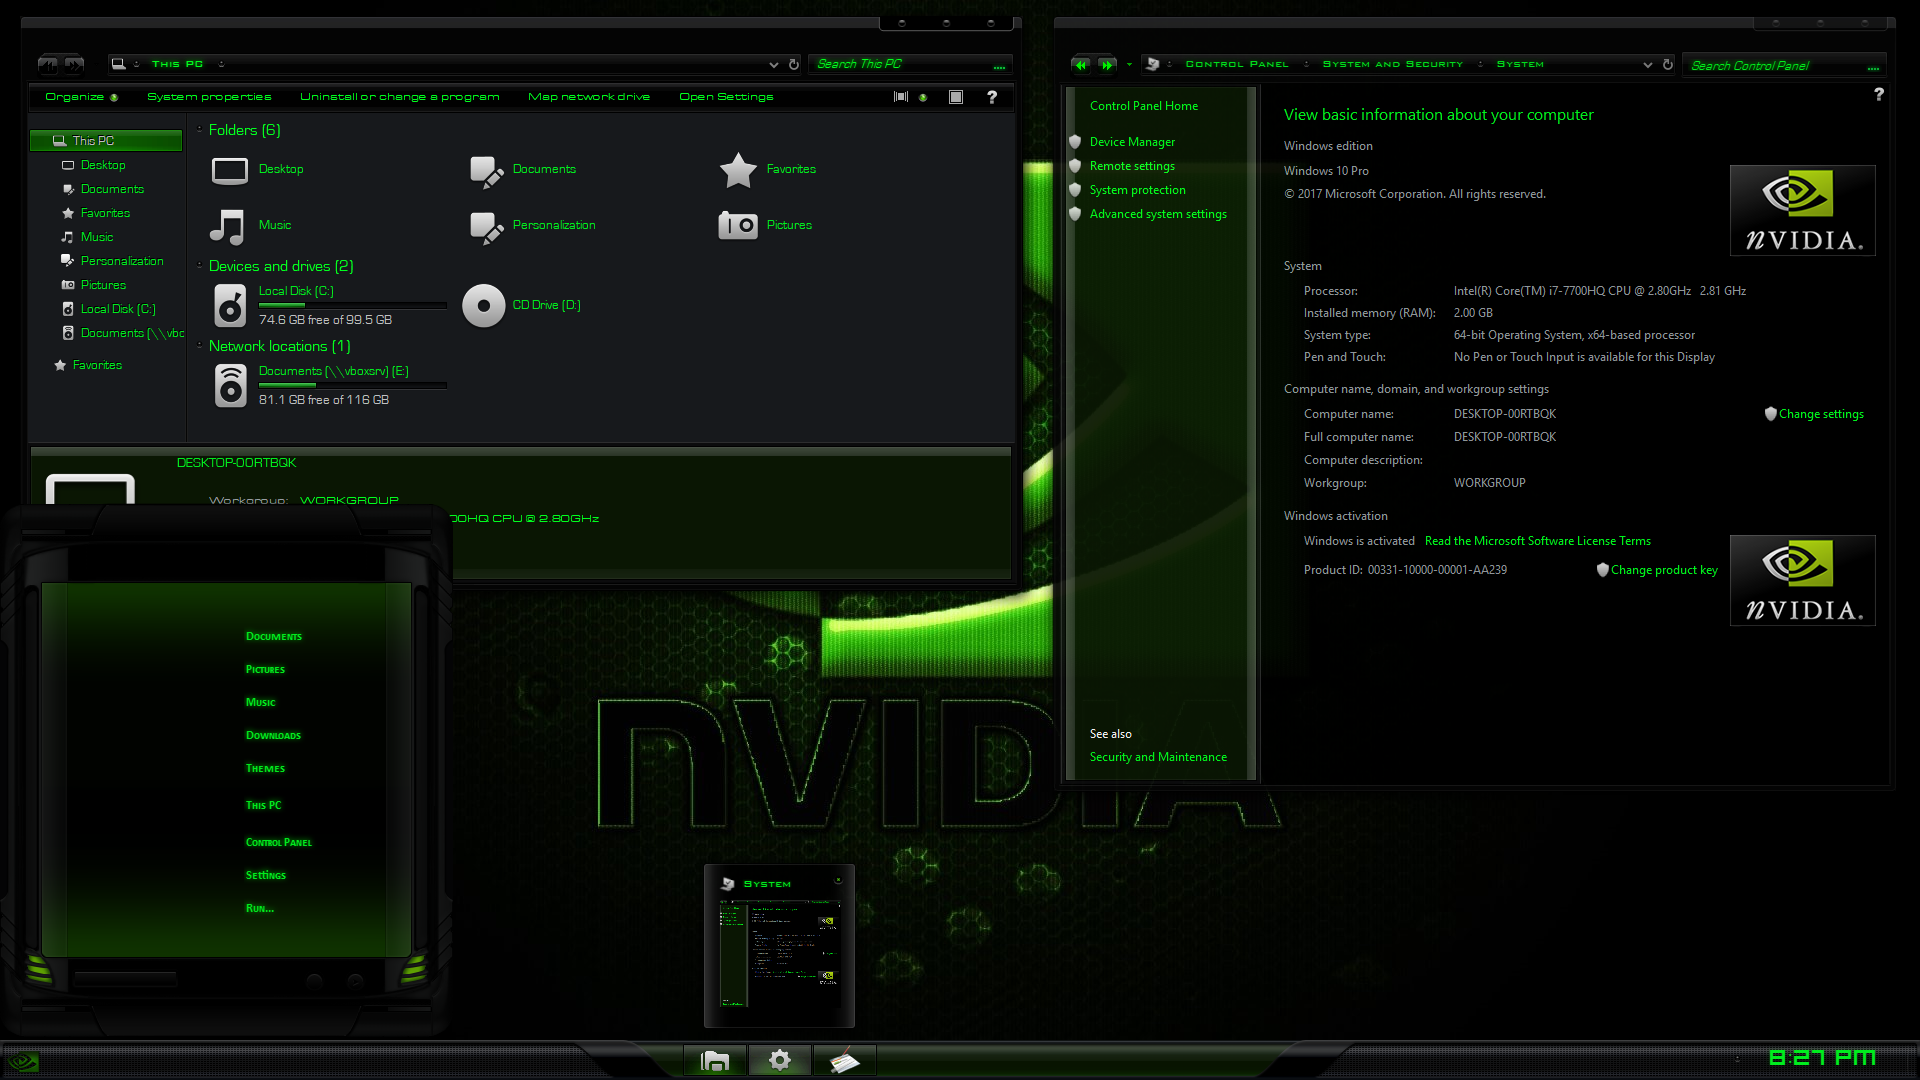 This PC
Search This PC
Organize
System properties
Uninstall or change a program
Map network drive
Open Settings
?
This PC
Desktop
Documents
Favorites
Music
Personalization
Pictures
Local Disk (C:)
Documents (\\vbc
Favorites
Folders (6)
Desktop
Documents
Favorites
Music
Personalization
Pictures
Devices and drives (2)
Local Disk (C:)
74.6 GB free of 99.5 GB
CD Drive (D:)
Network locations (1)
Documents (\\vboxsrv) (E:)
81.1 GB free of 116 GB
DESKTOP-00RTBQK
Workgroup: WORKGROUP
00HQ CPU @ 2.80GHz
Control Panel
System and Security
System
Search Control Panel
?
Control Panel Home
Device Manager
Remote settings
System protection
Advanced system settings
See also
Security and Maintenance
View basic information about your computer
Windows edition
Windows 10 Pro
© 2017 Microsoft Corporation. All rights reserved.
nVIDIA.
System
Processor: Intel(R) Core(TM) i7-7700HQ CPU @ 2.80GHz 2.81 GHz
Installed memory (RAM): 2.00 GB
System type: 64-bit Operating System, x64-based processor
Pen and Touch: No Pen or Touch Input is available for this Display
Computer name, domain, and workgroup settings
Computer name: DESKTOP-00RTBQK
Change settings
Full computer name: DESKTOP-00RTBQK
Computer description:
Workgroup: WORKGROUP
Windows activation
Windows is activated Read the Microsoft Software License Terms
Product ID: 00331-10000-00001-AA239
Change product key
nVIDIA.
Documents
Pictures
Music
Downloads
Themes
This PC
Control Panel
Settings
Run...
nVIDIA
System
8:27 PM